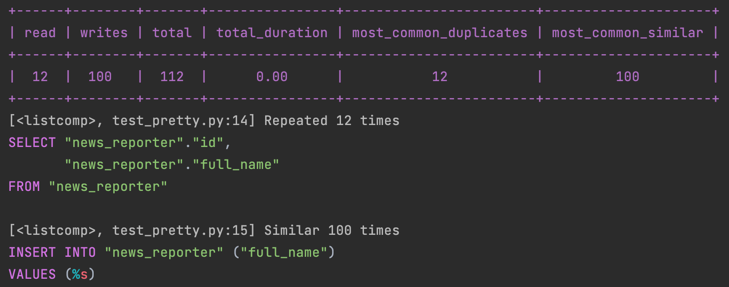 +------+--------+-------+----------------+------------------------+---------------------+
| read | writes | total | total_duration | most_common_duplicates | most_common_similar |
+------+--------+-------+----------------+------------------------+---------------------+
|  12  |  100   |  112  |      0.00      |           12           |         100         |
+------+--------+-------+----------------+------------------------+---------------------+
[<listcomp>, test_pretty.py:14] Repeated 12 times
SELECT "news_reporter"."id",
       "news_reporter"."full_name"
FROM "news_reporter"

[<listcomp>, test_pretty.py:15] Similar 100 times
INSERT INTO "news_reporter" ("full_name")
VALUES (%s)